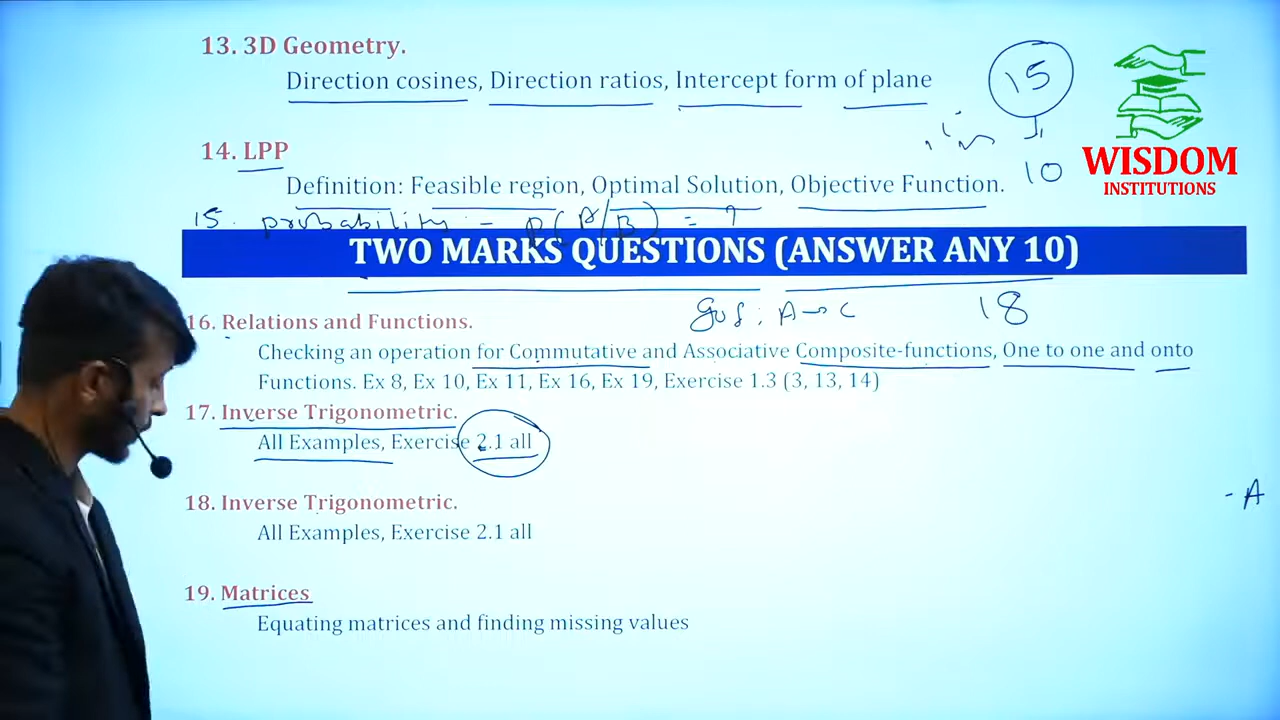 13. 3D Geometry.
Direction cosines, Direction ratios, Intercept form of plane
15
14. LPP
10
Definition: Feasible region, Optimal Solution, Objective Function.
15. probability - P(A/B) = ?
WISDOM
INSTITUTIONS
TWO MARKS QUESTIONS (ANSWER ANY 10)
gof : A→C 18
16. Relations and Functions.
Checking an operation for Commutative and Associative Composite-functions, One to one and onto
Functions. Ex 8, Ex 10, Ex 11, Ex 16, Ex 19, Exercise 1.3 (3, 13, 14)
17. Inverse Trigonometric.
All Examples, Exercise 2.1 all
- A
18. Inverse Trigonometric.
All Examples, Exercise 2.1 all
19. Matrices
Equating matrices and finding missing values